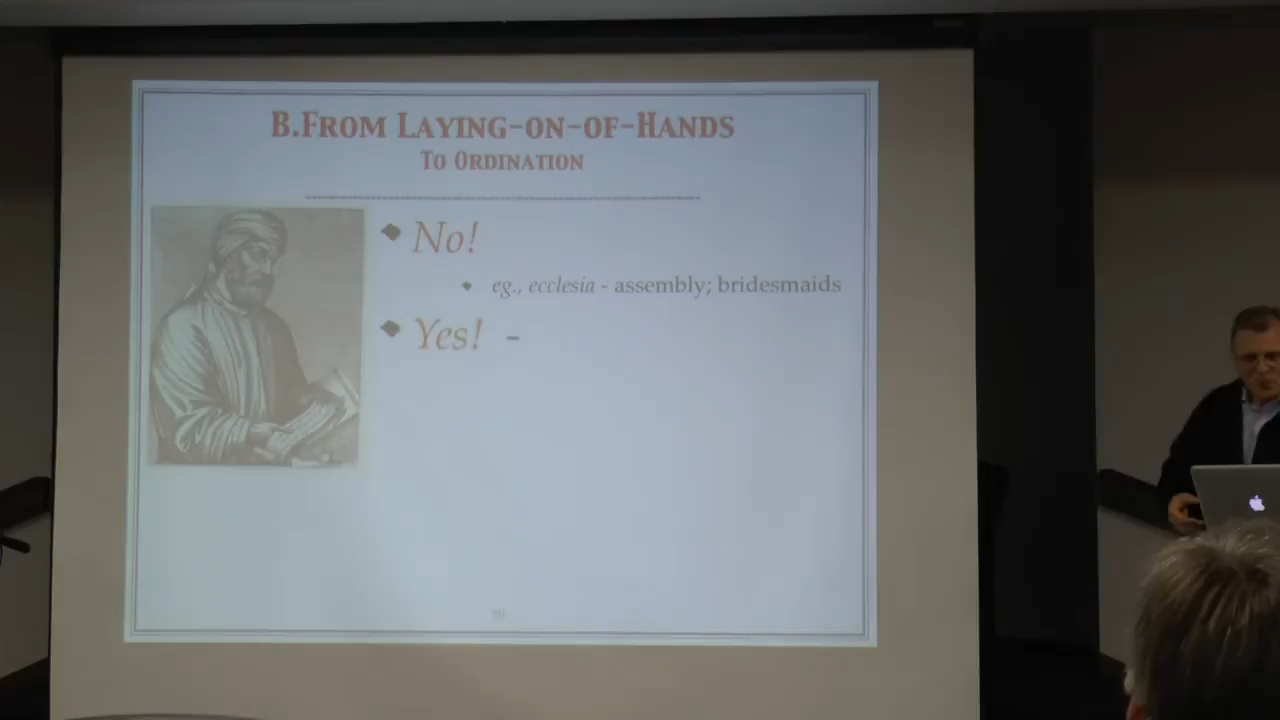 B.From Laying-on-of-Hands
To Ordination
No!
eg., ecclesia - assembly; bridesmaids
Yes! -